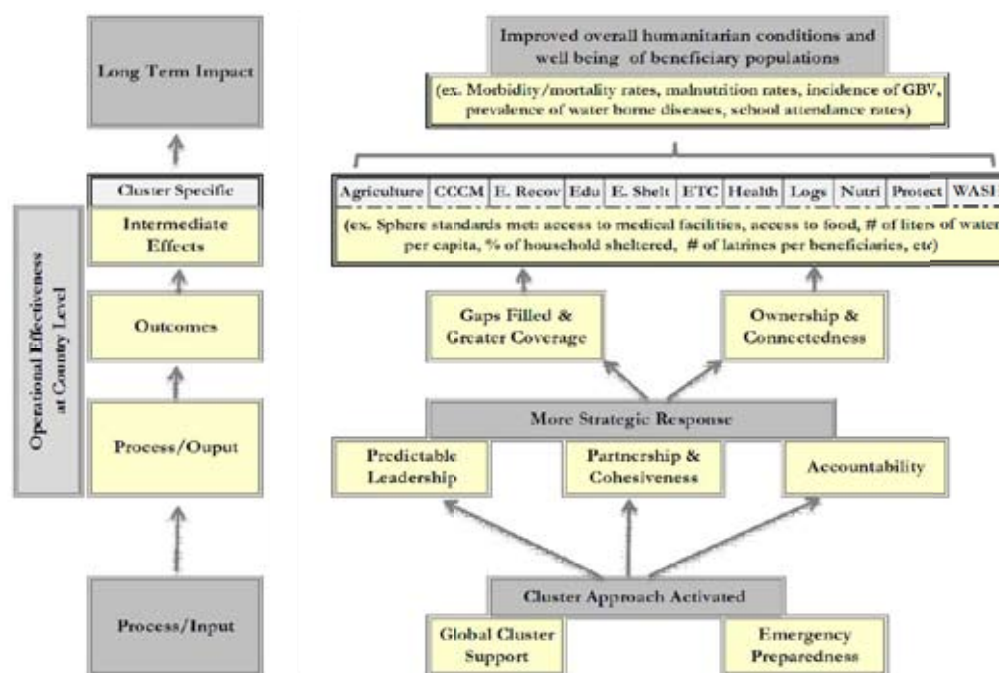 Long Term Impact
Improved overall humanitarian conditions and
well being of beneficiary populations
(ex. Morbidity/mortality rates, malnutrition rates, incidence of GBV,
prevalence of water borne diseases, school attendance rates)
Cluster Specific
Agriculture CCCM E. Recov Edu E. Shelt ETC Health Logs Nutri Protect WASH
Intermediate
Effects
(ex. Sphere standards met: access to medical facilities, access to food, # of liters of water
per capita, % of household sheltered, # of latrines per beneficiaries, etc)
Operational Effectiveness
at Country Level
Outcomes
Gaps Filled &
Greater Coverage
Ownership &
Connectedness
More Strategic Response
Process/Ouput
Predictable
Leadership
Partnership &
Cohesiveness
Accountability
Cluster Approach Activated
Process/Input
Global Cluster
Support
Emergency
Preparedness